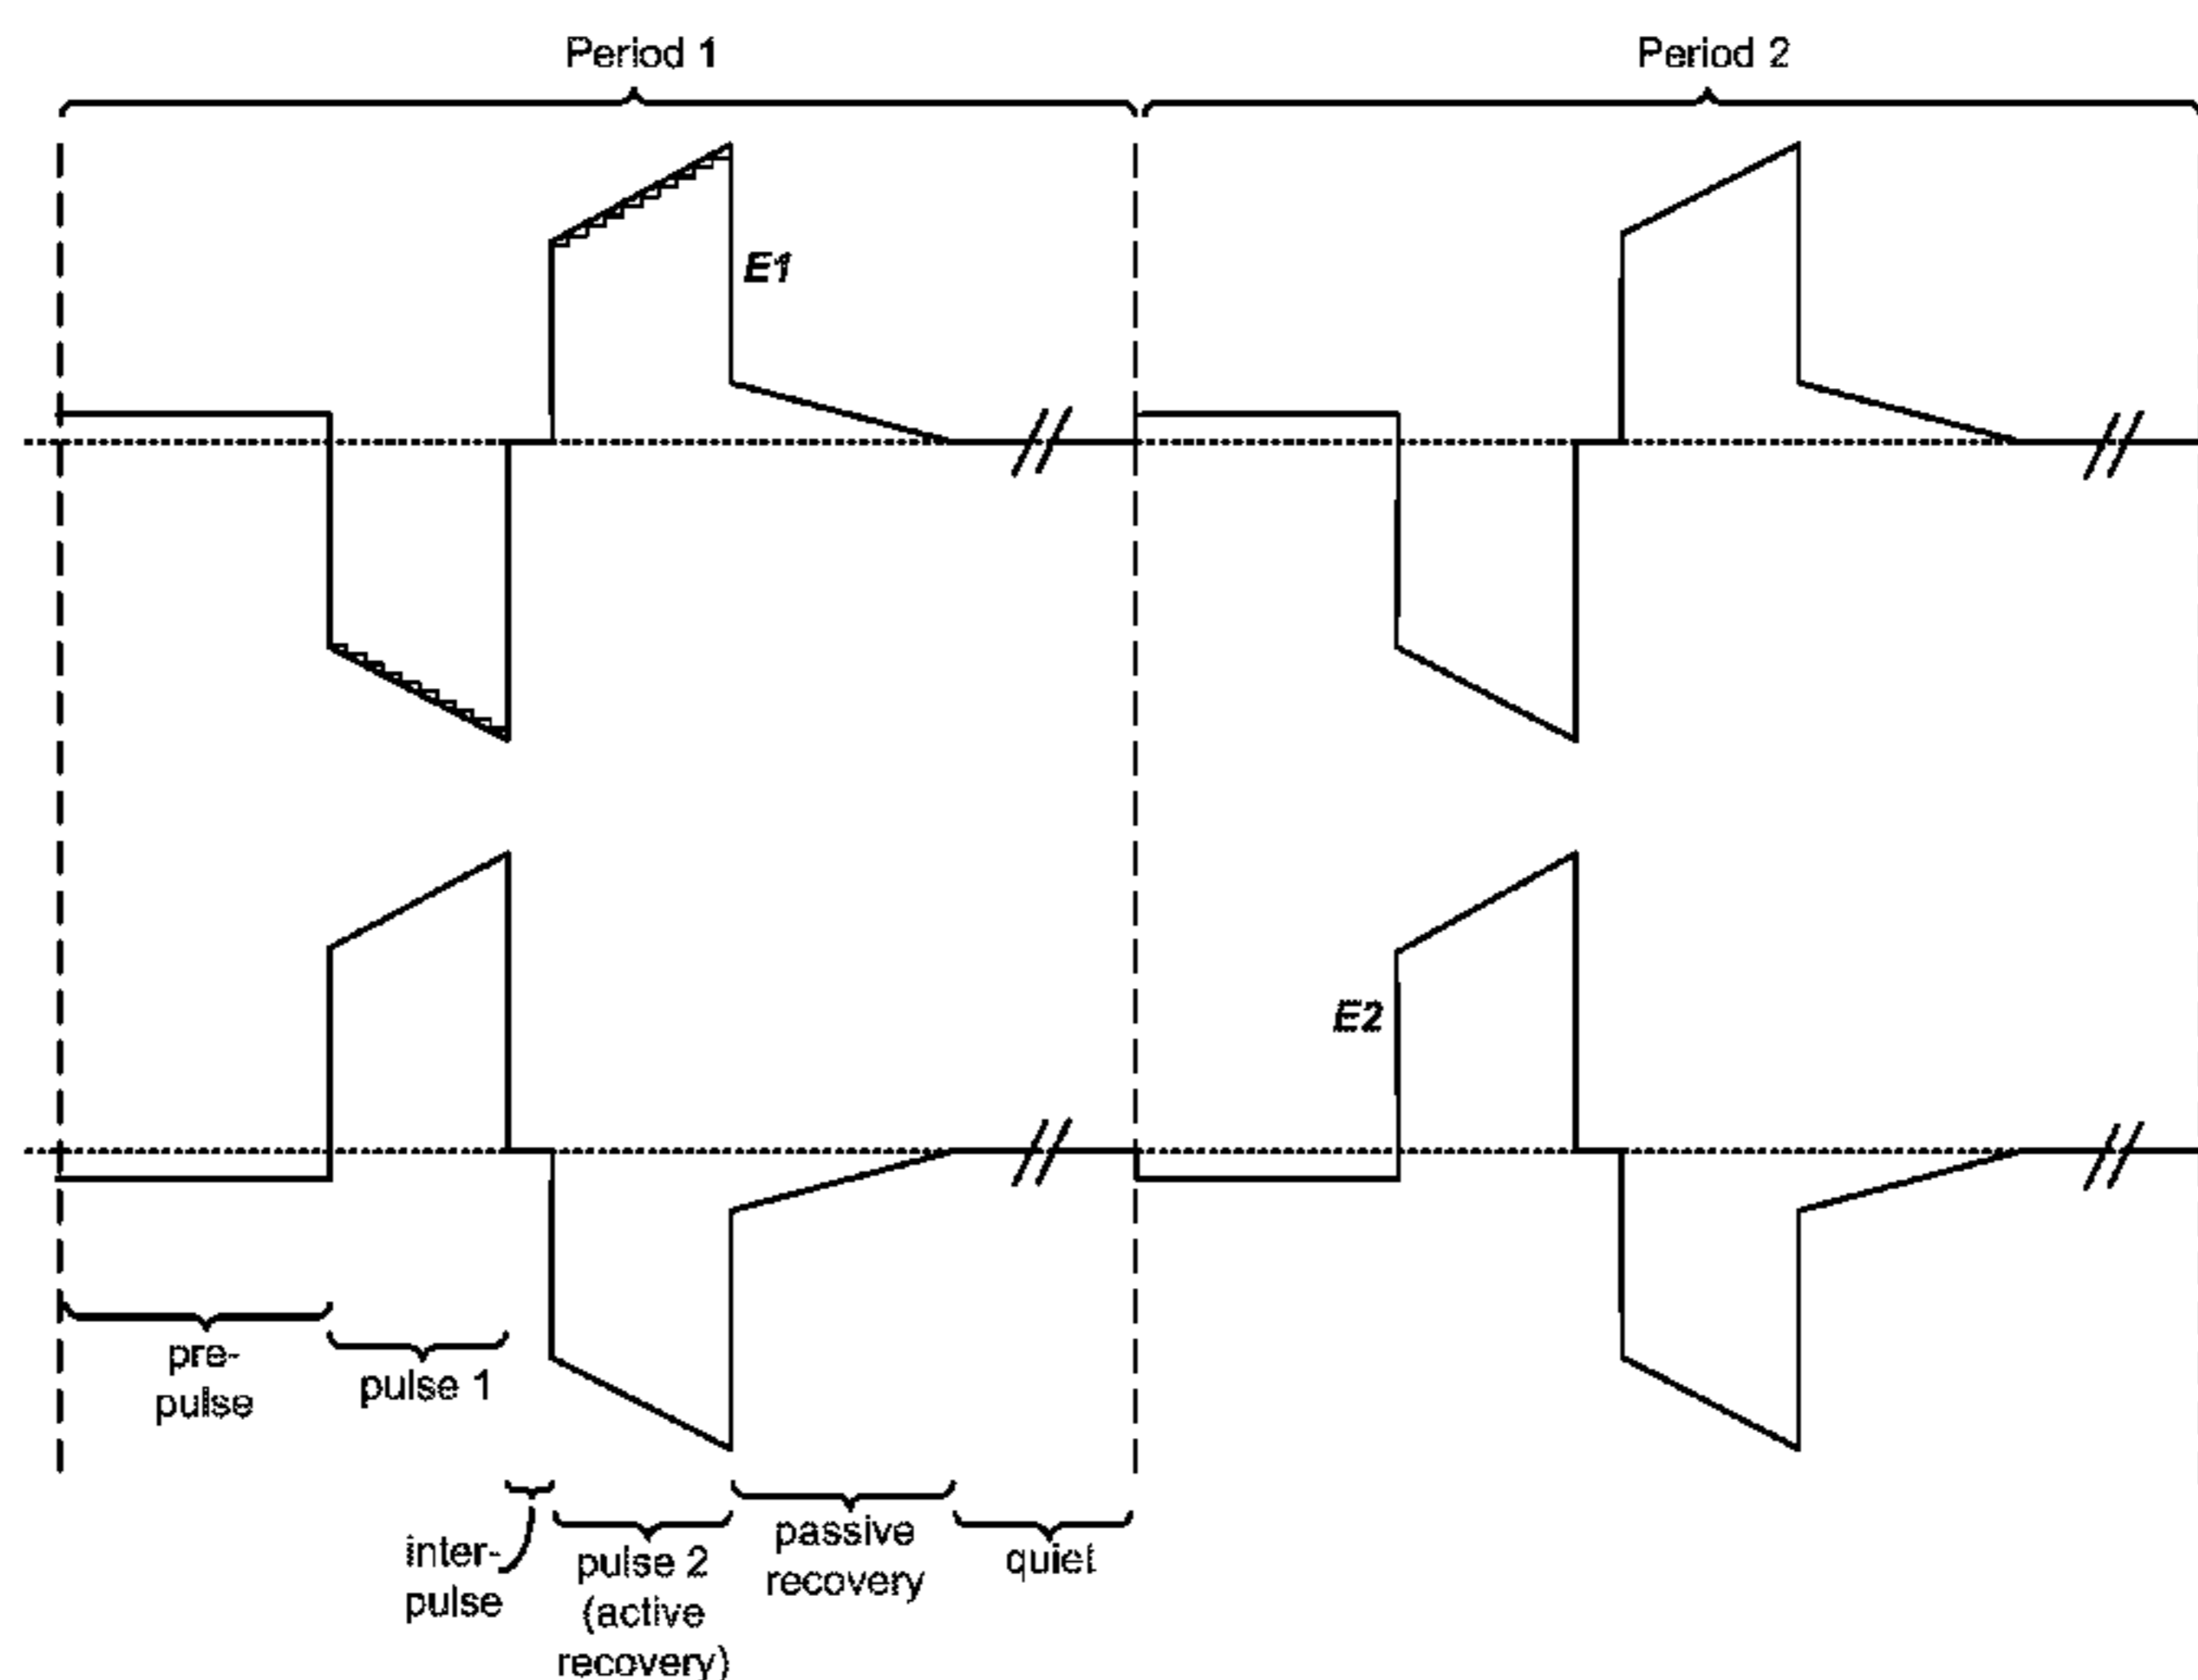 Period 1
Period 2
E1
E2
pre-
pulse
pulse 1
inter-
pulse
pulse 2
(active
recovery)
passive
recovery
quiet